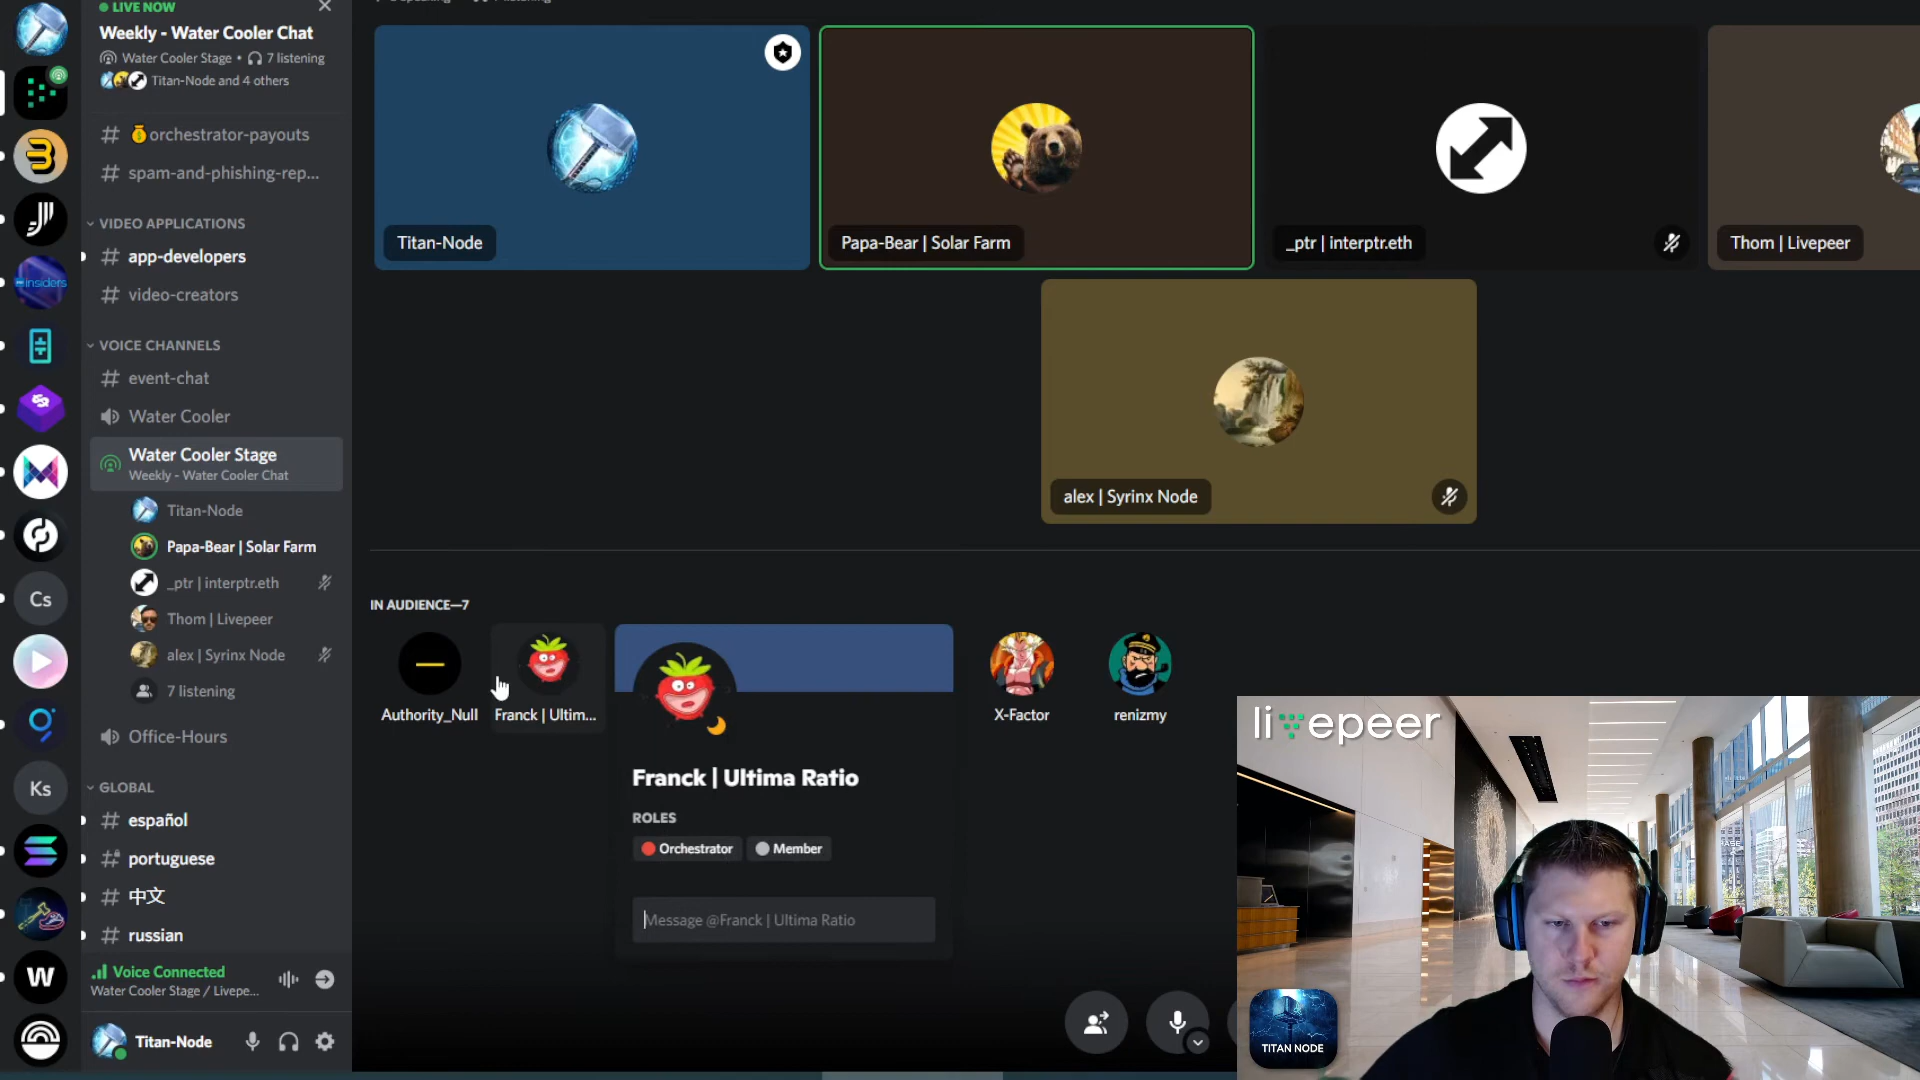 LIVE NOW
Weekly - Water Cooler Chat
Water Cooler Stage • 7 listening
Titan-Node and 4 others
# 💰orchestrator-payouts
# spam-and-phishing-rep...
VIDEO APPLICATIONS
# app-developers
# video-creators
VOICE CHANNELS
# event-chat
Water Cooler
Water Cooler Stage
Weekly - Water Cooler Chat
Titan-Node
Papa-Bear | Solar Farm
_ptr | interptr.eth
Thom | Livepeer
alex | Syrinx Node
7 listening
Office-Hours
GLOBAL
# español
# portuguese
# 中文
# russian
Voice Connected
Water Cooler Stage / Livepe...
Titan-Node
insiders
Cs
Ks
W
Titan-Node
Papa-Bear | Solar Farm
_ptr | interptr.eth
Thom | Livepeer
alex | Syrinx Node
IN AUDIENCE—7
Authority_Null
Franck | Ultim...
X-Factor
renizmy
Franck | Ultima Ratio
ROLES
Orchestrator
Member
Message @Franck | Ultima Ratio
livepeer
TITAN NODE